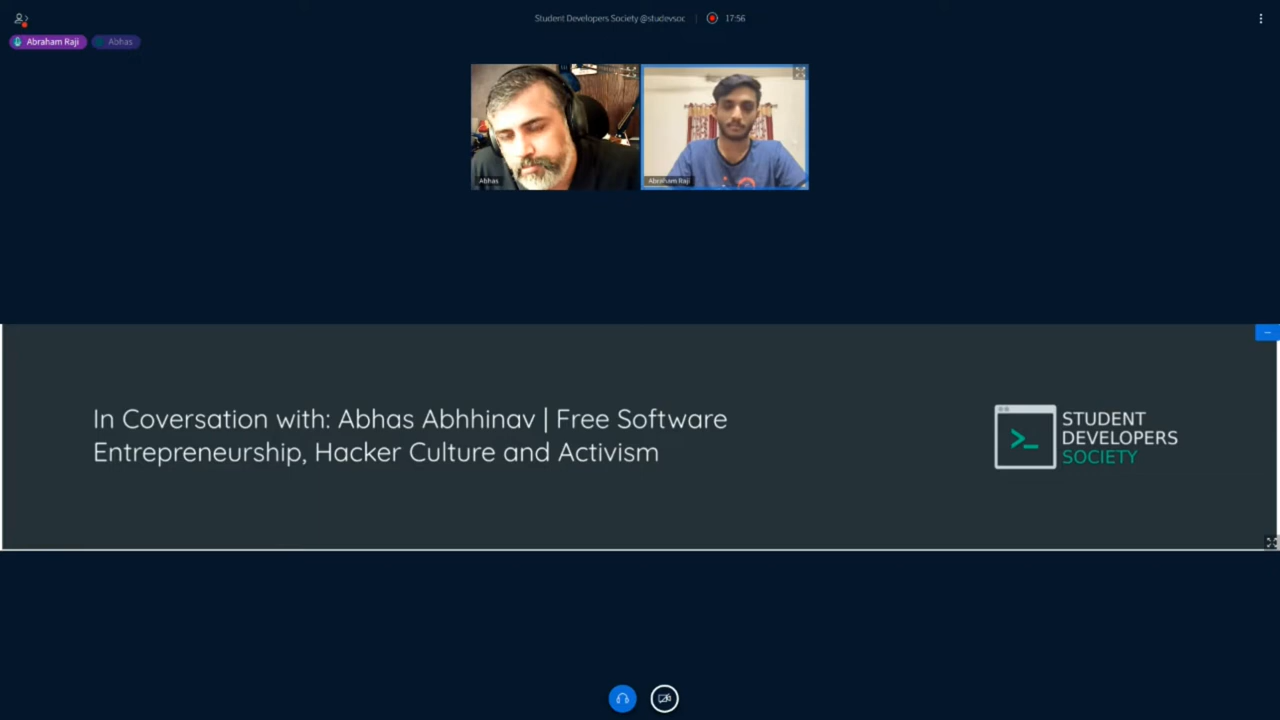 Student Developers Society @studevsoc
17:56
Abraham Raji
Abhas
Abhas
Abraham Raji
In Coversation with: Abhas Abhhinav | Free Software
Entrepreneurship, Hacker Culture and Activism
STUDENT
DEVELOPERS
SOCIETY